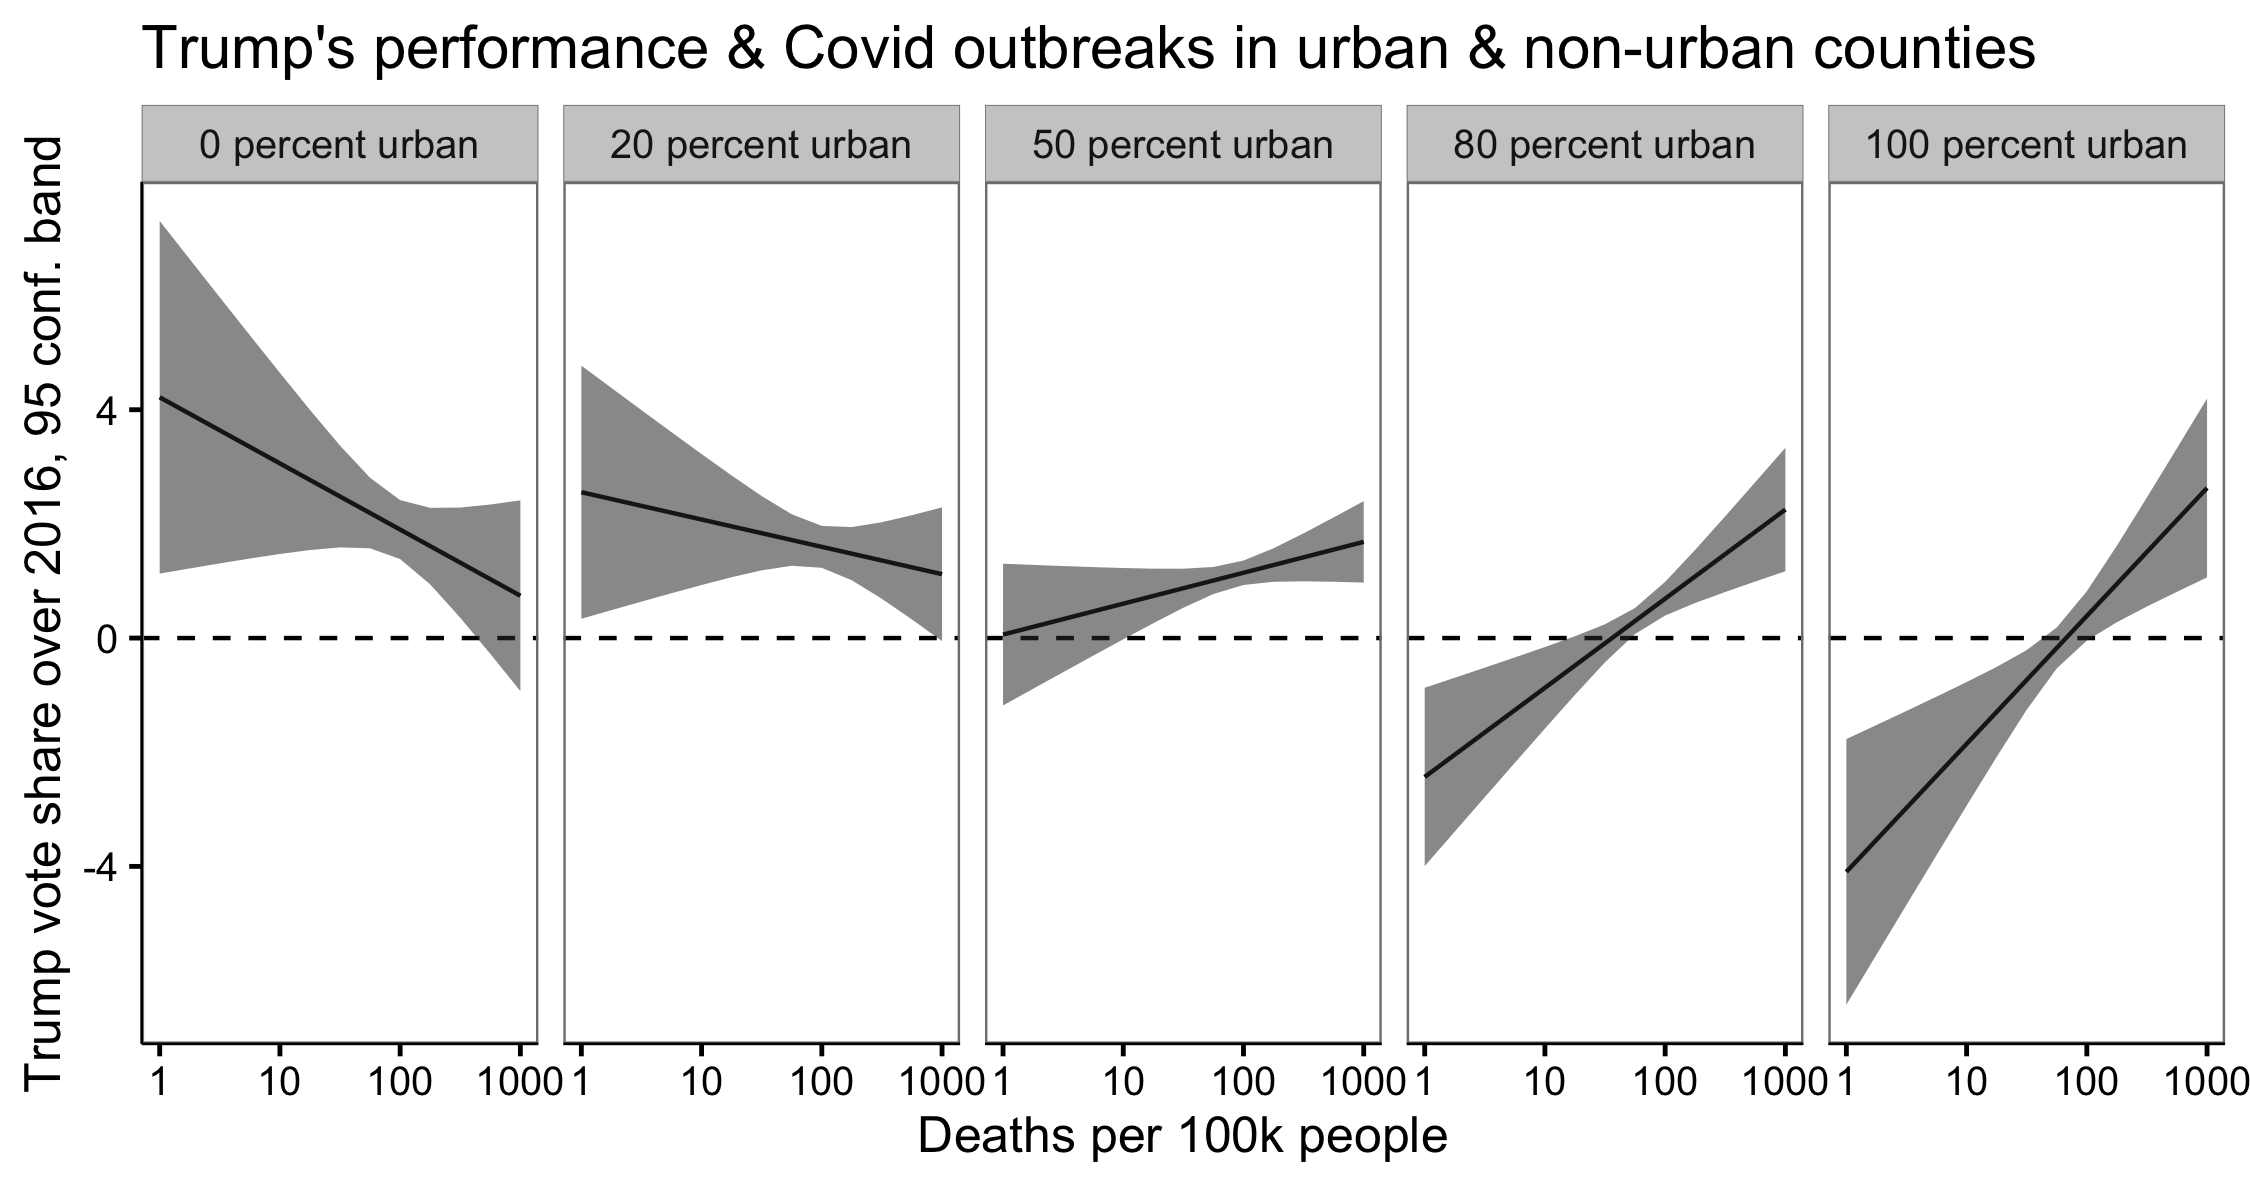 Trump's performance & Covid outbreaks in urban & non-urban counties
0 percent urban
20 percent urban
50 percent urban
80 percent urban
100 percent urban
Trump vote share over 2016, 95 conf. band
4
0
-4
1 10 100 1000
1 10 100 1000
1 10 100 1000
1 10 100 1000
1 10 100 1000
Deaths per 100k people